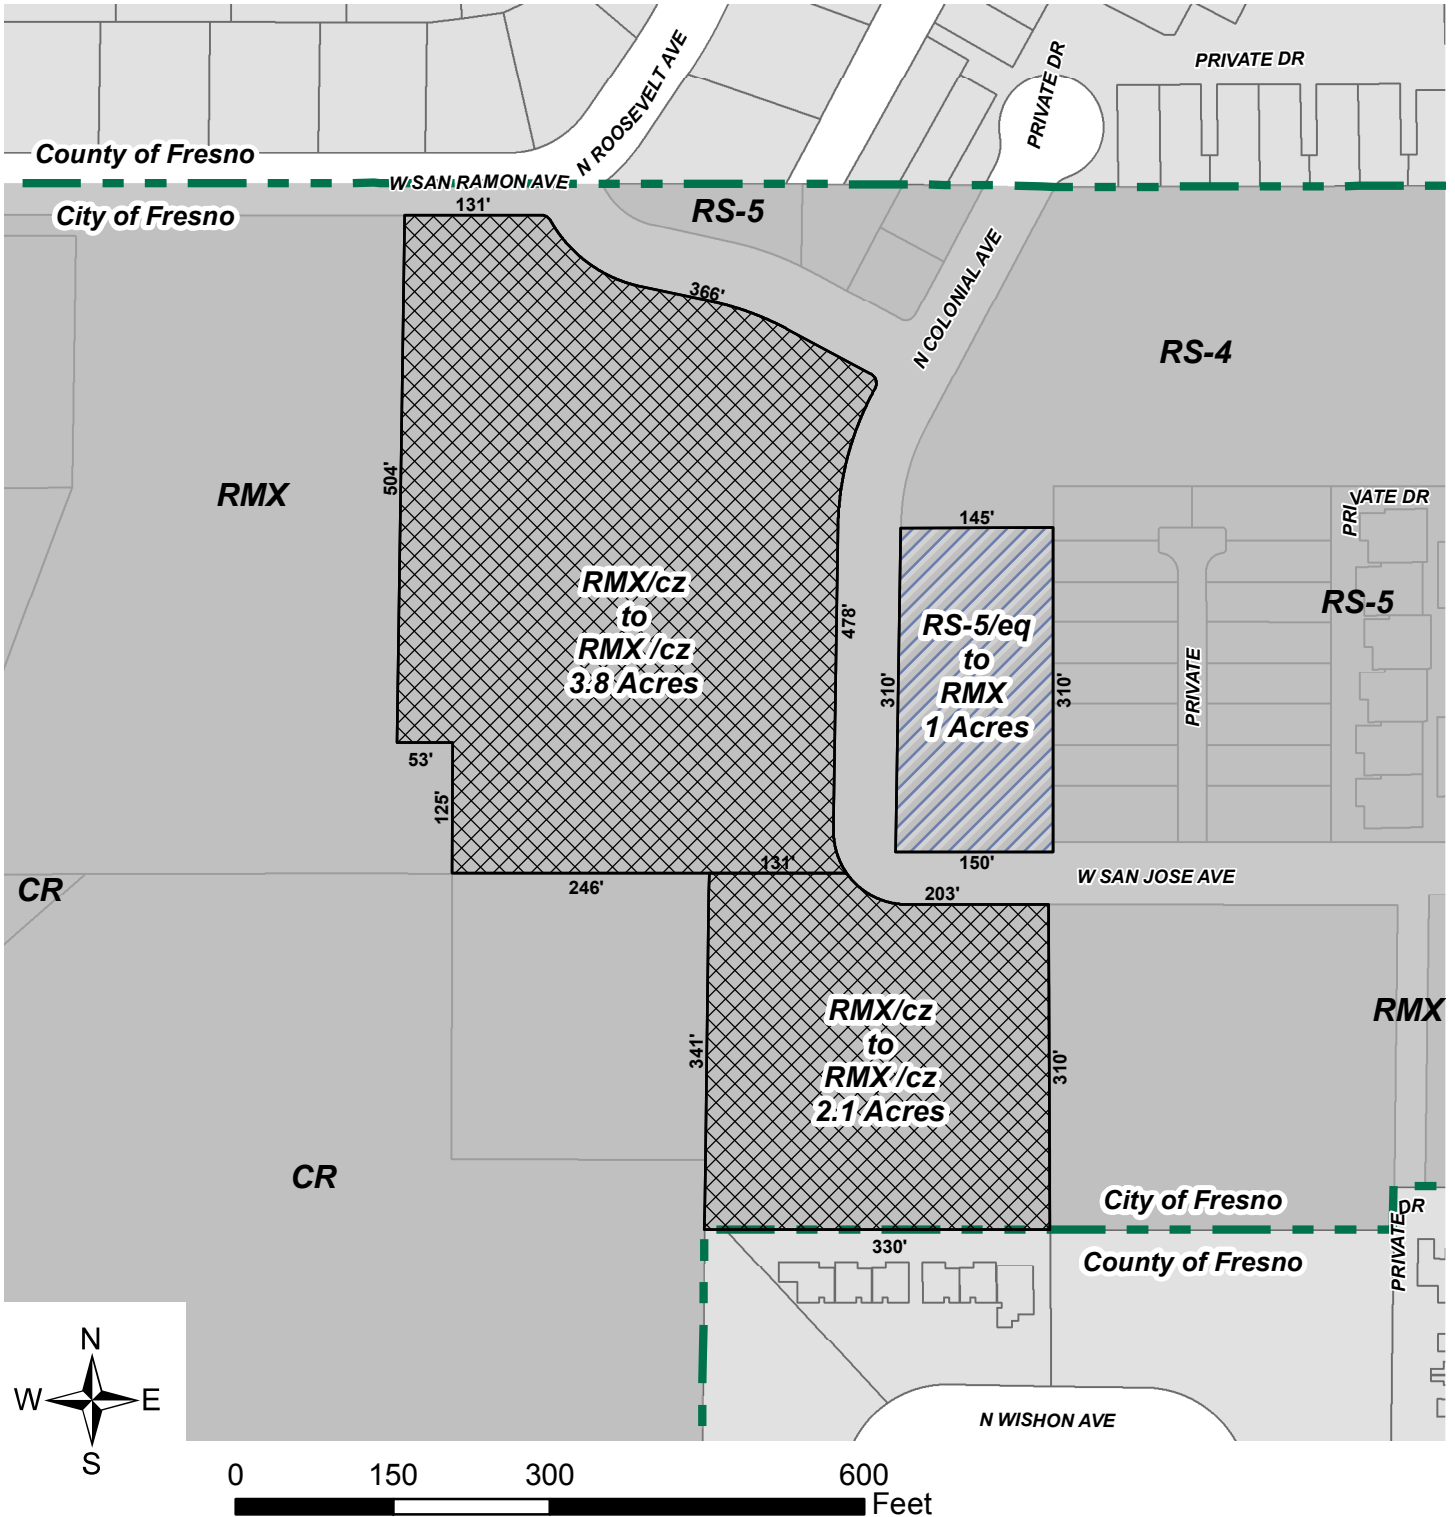 PRIVATE DR
PRIVATE DR
N ROOSEVELT AVE
County of Fresno
W SAN RAMON AVE
City of Fresno
131'
RS-5
366'
N COLONIAL AVE
RS-4
RMX
504'
PRIVATE DR
145'
RMX/cz
to
RMX /cz
3.8 Acres
478'
RS-5/eq
to
RMX
1 Acres
310'
310'
RS-5
PRIVATE
53'
125'
131'
150'
246'
203'
W SAN JOSE AVE
CR
RMX/cz
to
RMX /cz
2.1 Acres
341'
310'
RMX
CR
City of Fresno
PRIVATE DR
330'
County of Fresno
N WISHON AVE
N
W E
S
0 150 300 600
Feet